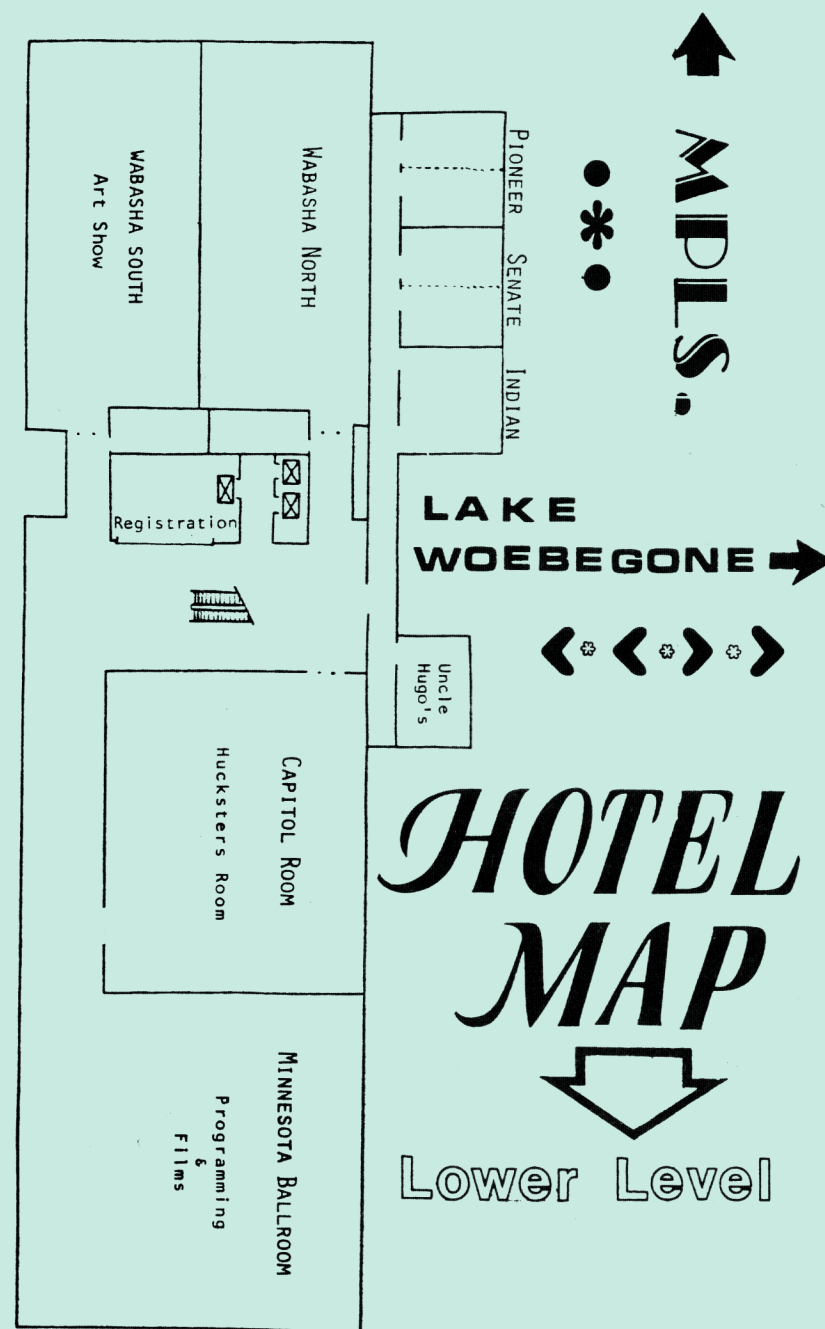 MPLS.
LAKE
WOEBEGONE
HOTEL
MAP
Lower Level
PIONEER
SENATE
INDIAN
WABASHA NORTH
WABASHA SOUTH
Art Show
Registration
Uncle
Hugo's
CAPITOL ROOM
Hucksters Room
MINNESOTA BALLROOM
Programming
&
Films